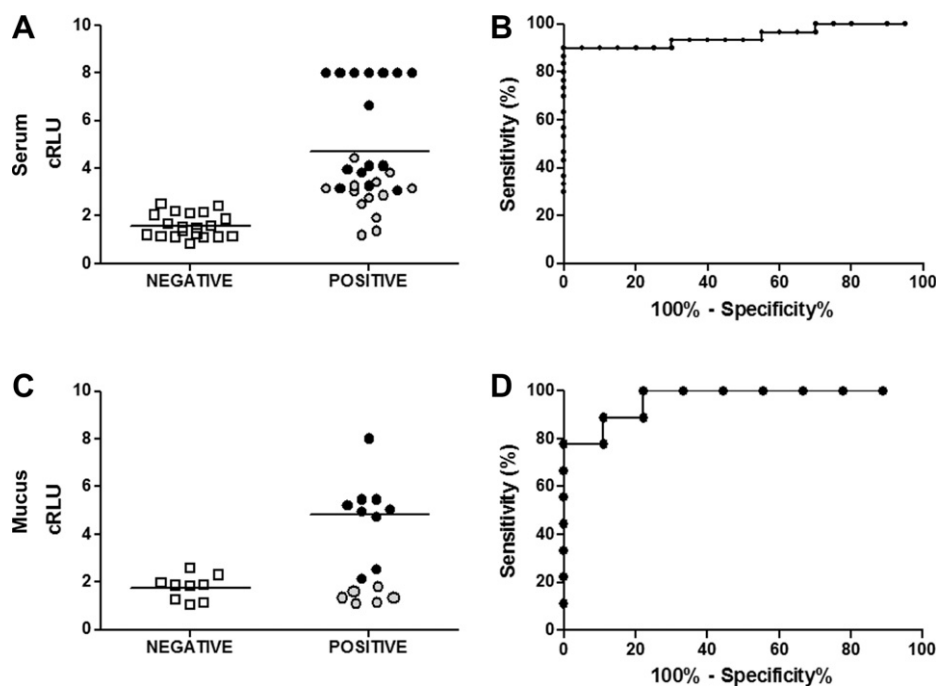 A
Serum
cRLU
10
8
6
4
2
0
NEGATIVE
POSITIVE
B
Sensitivity (%)
100
80
60
40
20
0
0
20
40
60
80
100
100% - Specificity%
C
Mucus
cRLU
10
8
6
4
2
0
NEGATIVE
POSITIVE
D
Sensitivity (%)
100
80
60
40
20
0
0
20
40
60
80
100
100% - Specificity%